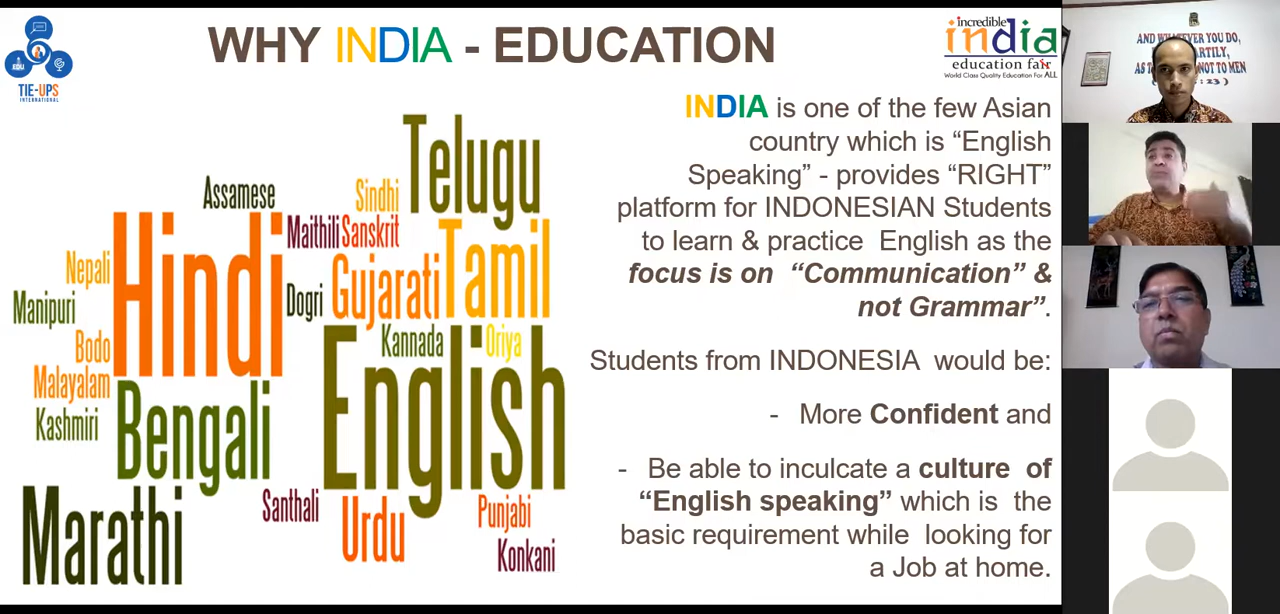 WHY INDIA - EDUCATION
TIE-UPS
INTERNATIONAL
incredible
india
education fair
World Class Quality Education For ALL
Telugu
Assamese
Sindhi
Maithili
Sanskrit
Tamil
Hindi
Nepali
Gujarati
Dogri
Manipuri
Kannada
Oriya
Bodo
English
Malayalam
Bengali
Kashmiri
Marathi
Santhali
Urdu
Punjabi
Konkani
INDIA is one of the few Asian
country which is “English
Speaking” - provides “RIGHT”
platform for INDONESIAN Students
to learn & practice English as the
focus is on “Communication” &
not Grammar”.
Students from INDONESIA would be:
- More Confident and
- Be able to inculcate a culture of
“English speaking” which is the
basic requirement while looking for
a Job at home.
AND WHATEVER YOU DO,
NOT TO MEN